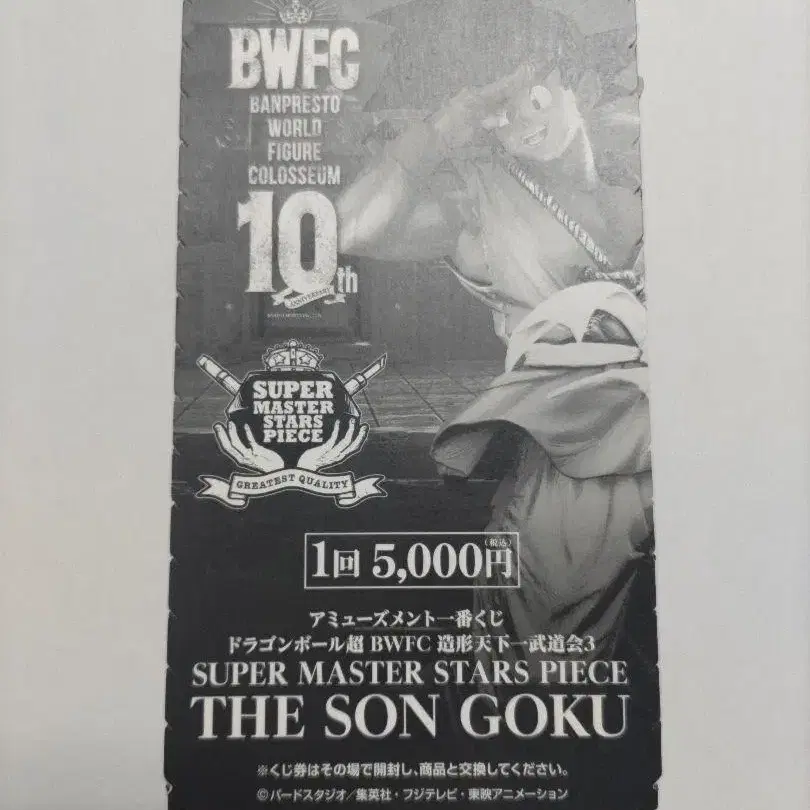 BWFC
BANPRESTO
WORLD
FIGURE
COLOSSEUM
10th
ANNIVERSARY
SUPER
MASTER
STARS
PIECE
GREATEST QUALITY
(税込)
1回 5,000円
アミューズメント一番くじ
ドラゴンボール超 BWFC 造形天下一武道会3
SUPER MASTER STARS PIECE
THE SON GOKU
※くじ券はその場で開封し、商品と交換してください。
©バードスタジオ/集英社・フジテレビ・東映アニメーション